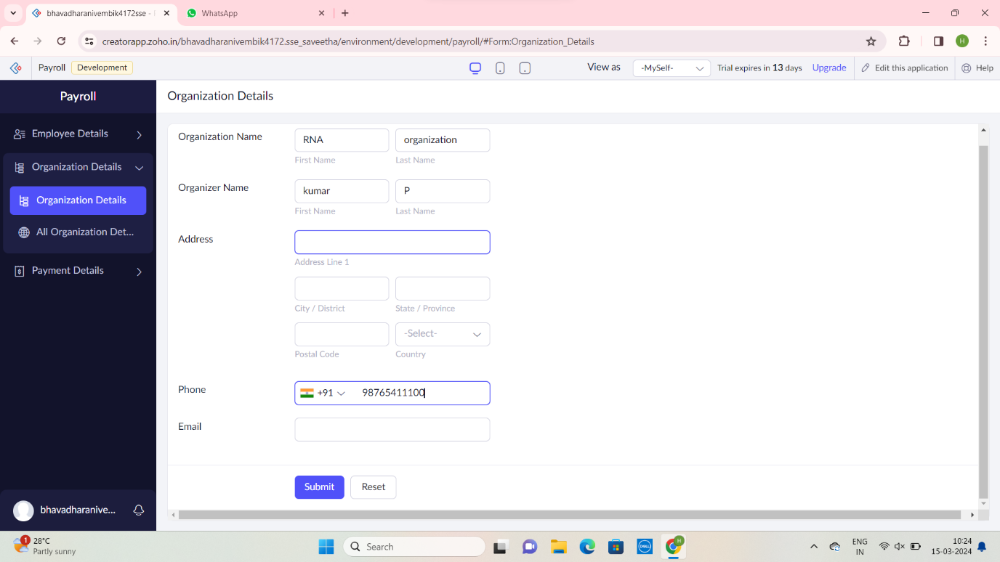 bhavadharanivembik4172sse -
WhatsApp
creatorapp.zoho.in/bhavadharanivembik4172.sse_saveetha/environment/development/payroll/#Form:Organization_Details
H
Payroll Development View as -MySelf- Trial expires in 13 days Upgrade Edit this application Help
Payroll
Organization Details
Employee Details
Organization Details
Organization Details
All Organization Det...
Payment Details
bhavadharanive...
Organization Name RNA organization
First Name Last Name
Organizer Name kumar P
First Name Last Name
Address
Address Line 1
City / District State / Province
-Select-
Postal Code Country
Phone +91 98765411100
Email
Submit Reset
1
28°C
Partly sunny
Search
DELL
H
ENG
IN
10:24
15-03-2024